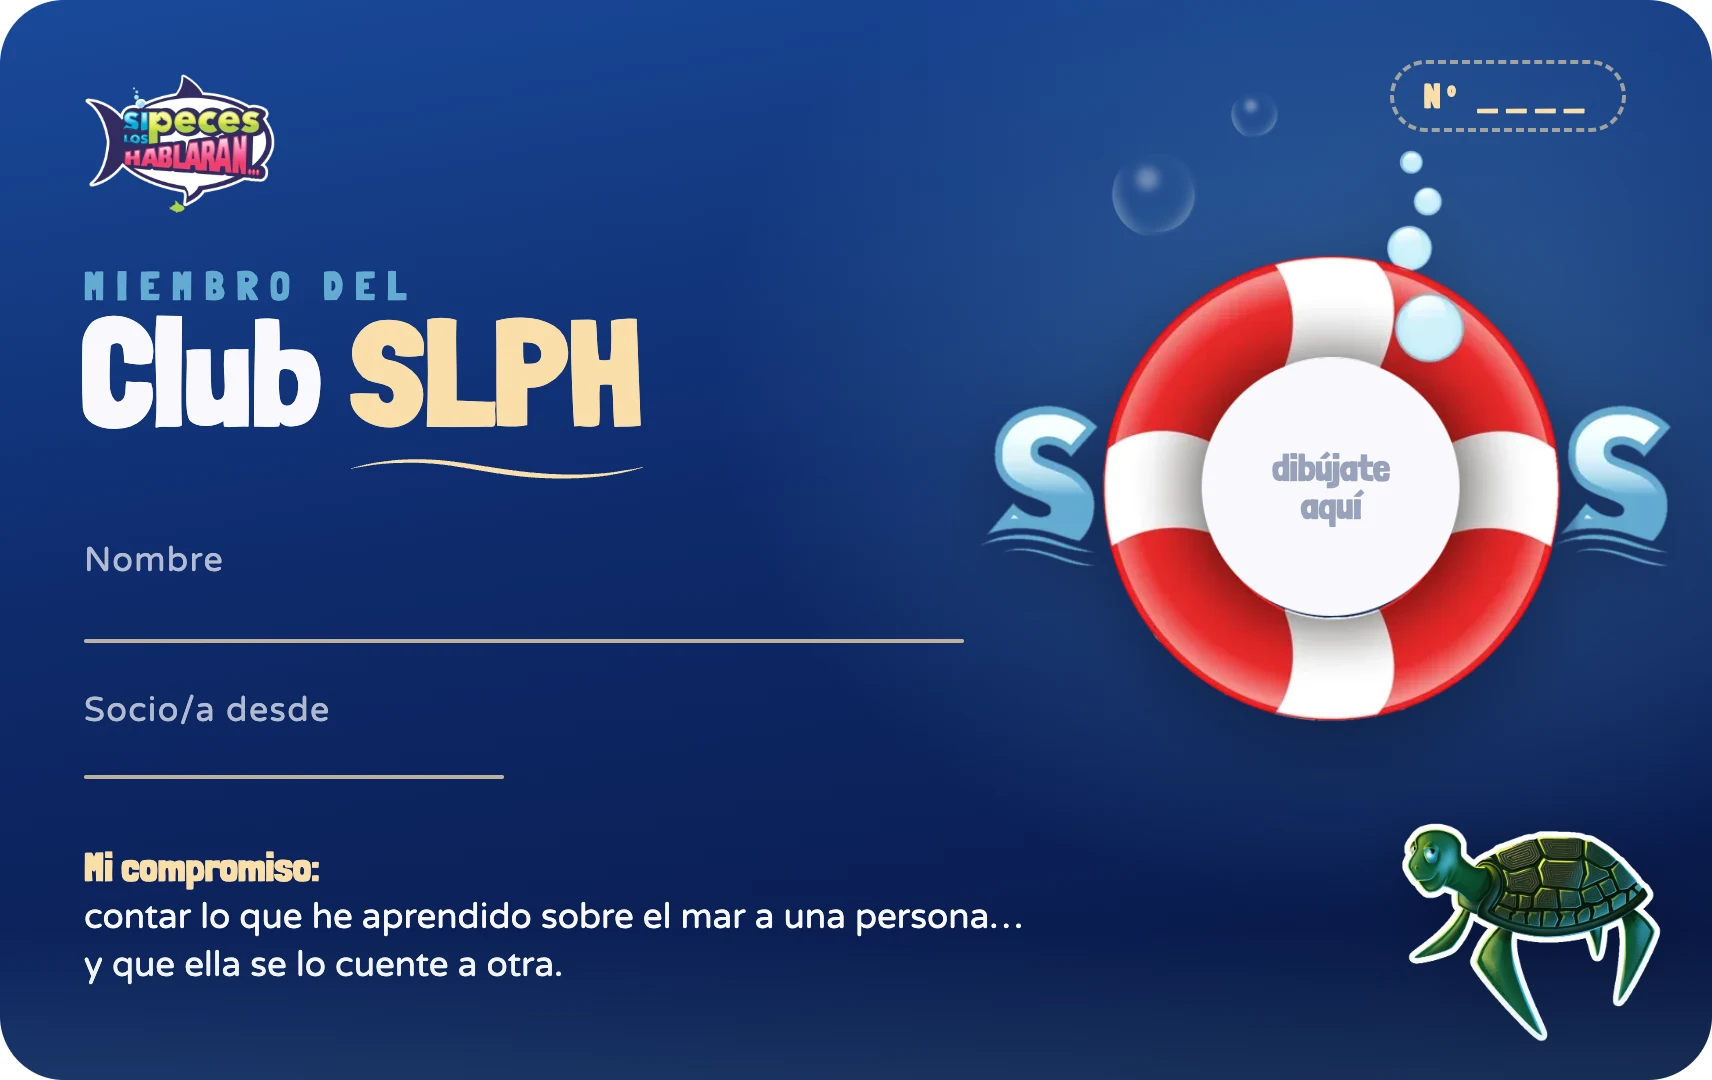 SI peces
LOS
HABLARAN...
Nº _ _ _ _
MIEMBRO DEL
Club SLPH
S S
dibújate
aquí
Nombre
Socio/a desde
Mi compromiso:
contar lo que he aprendido sobre el mar a una persona...
y que ella se lo cuente a otra.